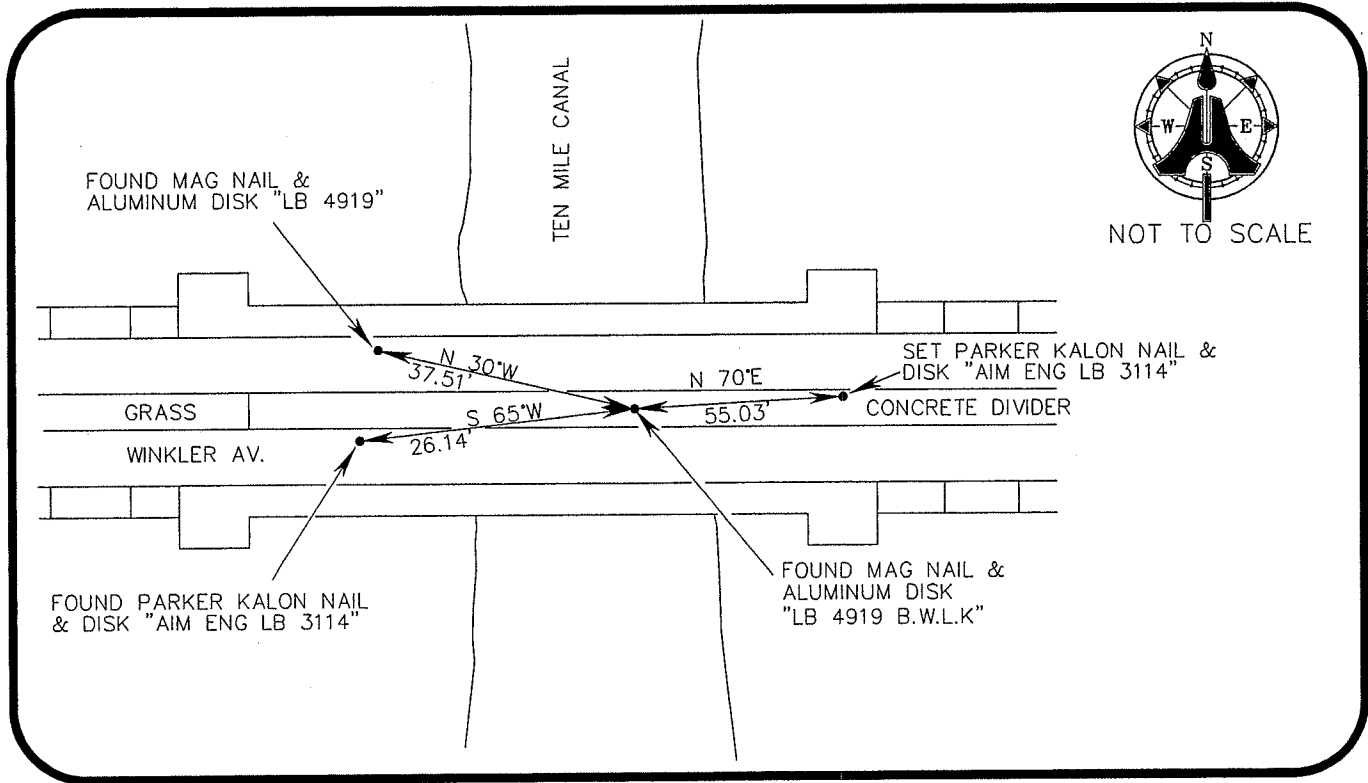 N
W E
S
NOT TO SCALE
TEN MILE CANAL
FOUND MAG NAIL &
ALUMINUM DISK "LB 4919"
N 30°W
37.51'
N 70°E
55.03'
SET PARKER KALON NAIL &
DISK "AIM ENG LB 3114"
GRASS
S 65°W
26.14'
CONCRETE DIVIDER
WINKLER AV.
FOUND PARKER KALON NAIL
& DISK "AIM ENG LB 3114"
FOUND MAG NAIL &
ALUMINUM DISK
"LB 4919 B.W.L.K"